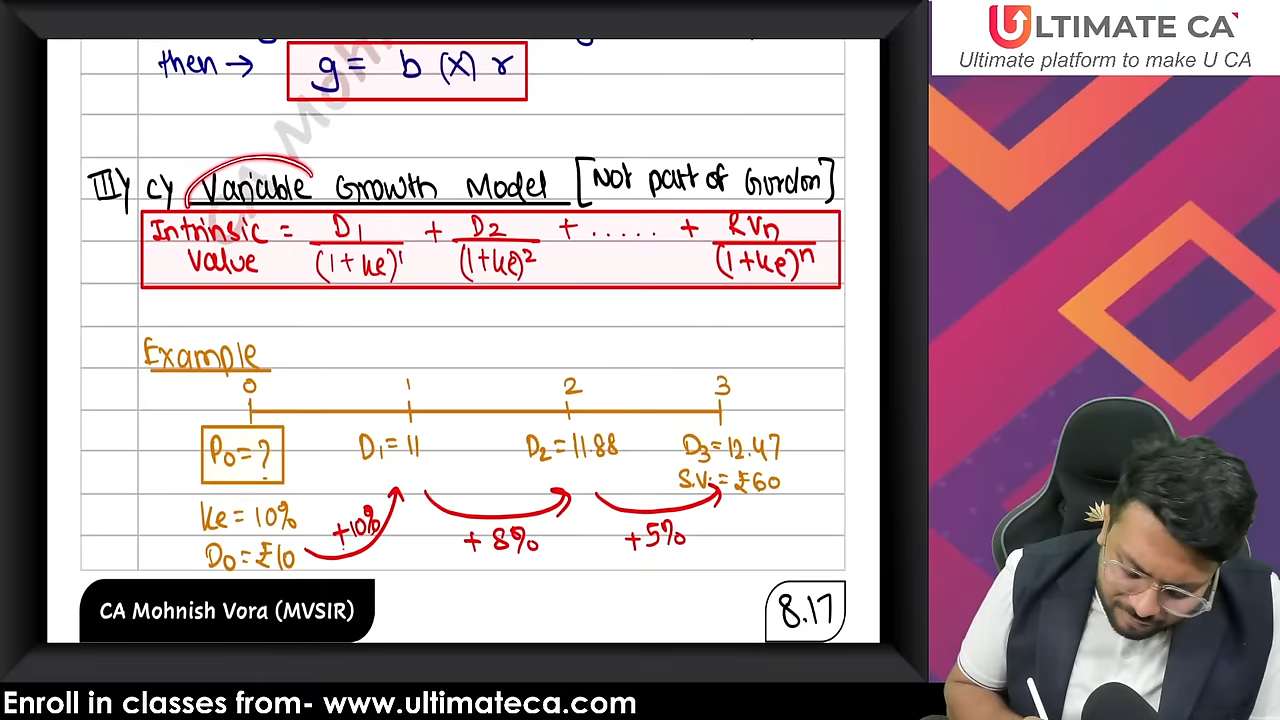 ULTIMATE CA
Ultimate platform to make U CA
then → g = b (x) r
CA Mohni
III) c) Variable Growth Model [Not part of Gordon]
Intrinsic Value = D1/(1+ke)^1 + D2/(1+ke)^2 + ..... + RVn/(1+ke)^n
Example
0 1 2 3
P0 = ? D1 = 11 D2 = 11.88 D3 = 12.47
S.V. = ₹60
ke = 10%
D0 = ₹10
+10% +8% +5%
CA Mohnish Vora (MVSIR)
8.17
Enroll in classes from- www.ultimateca.com